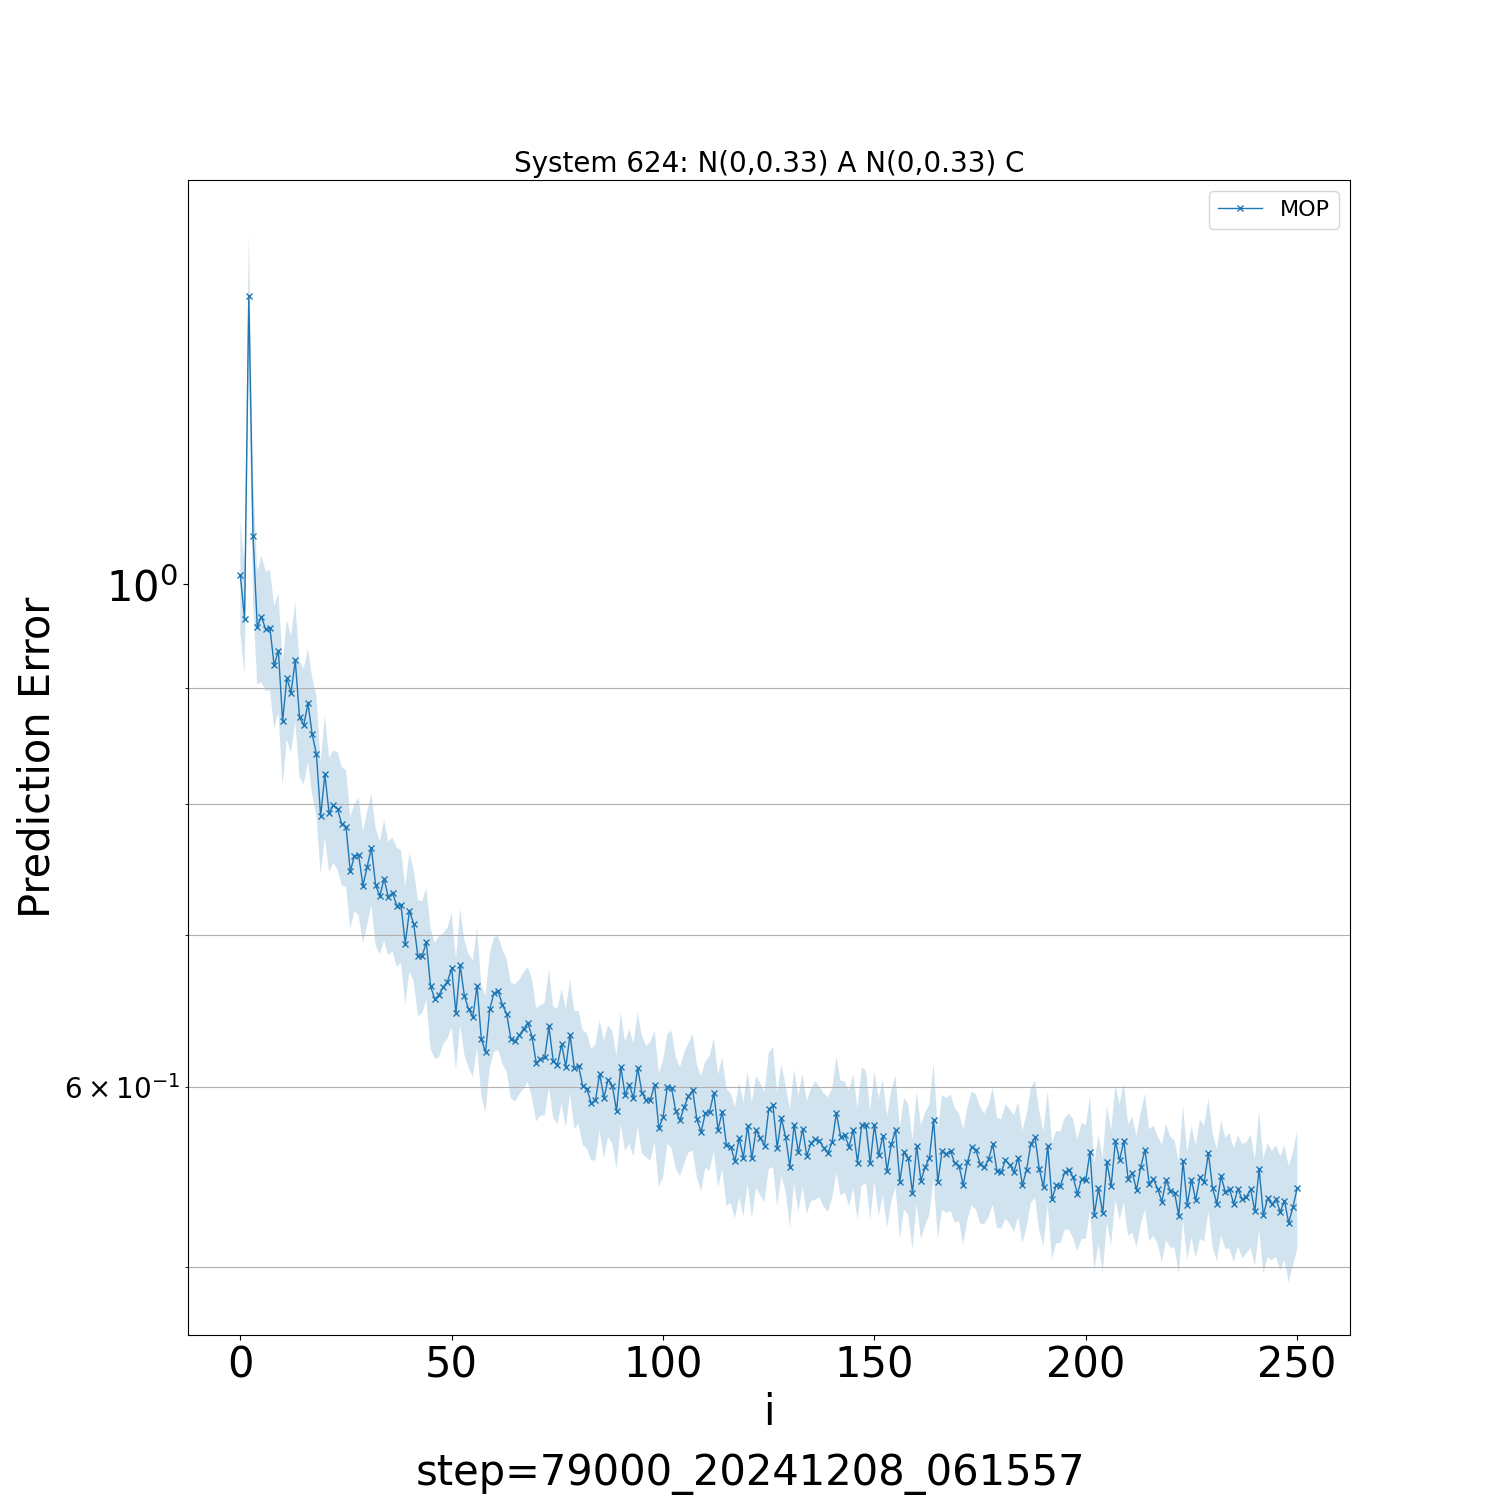 System 624: N(0,0.33) A N(0,0.33) C
MOP
Prediction Error
10⁰
6 × 10⁻¹
0 50 100 150 200 250
i
step=79000_20241208_061557